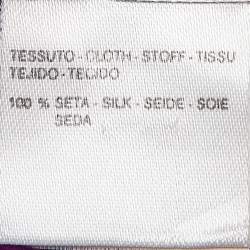 TESSUTO - CLOTH - STOFF - TISSU
TEJIDO - TECIDO
100 % SETA - SILK - SEIDE - SOIE
SEDA